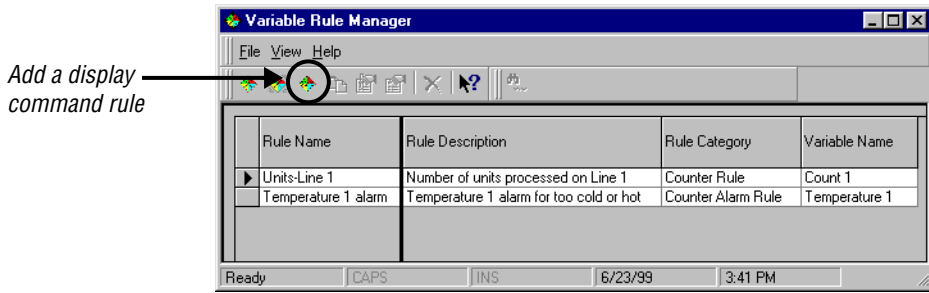 Variable Rule Manager
File View Help
Add a display
command rule
Rule Name Rule Description Rule Category Variable Name
Units-Line 1 Number of units processed on Line 1 Counter Rule Count 1
Temperature 1 alarm Temperature 1 alarm for too cold or hot Counter Alarm Rule Temperature 1
Ready CAPS INS 6/23/99 3:41 PM